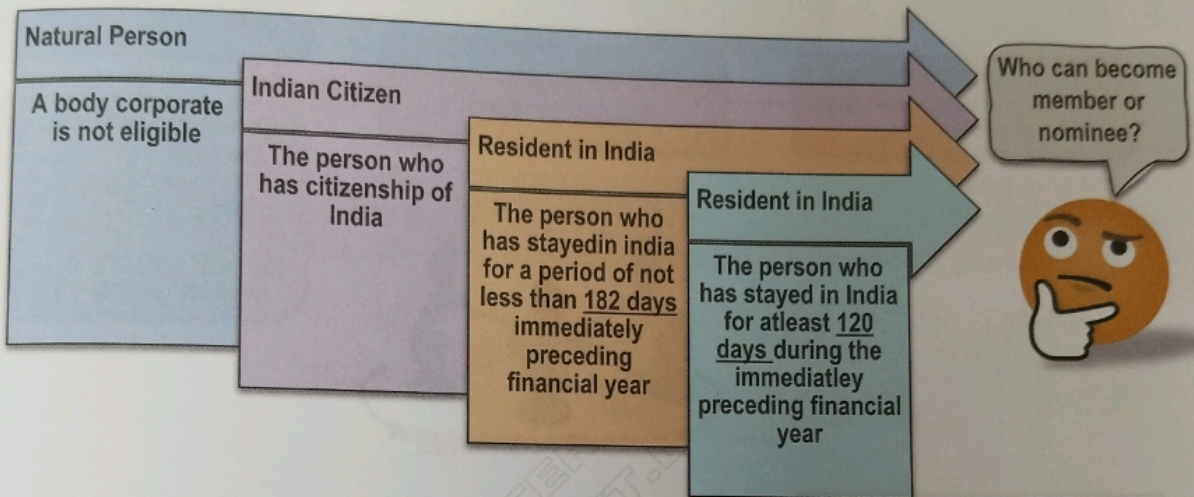 Natural Person
A body corporate
is not eligible
Indian Citizen
The person who
has citizenship of
India
Resident in India
The person who
has stayedin india
for a period of not
less than 182 days
immediately
preceding
financial year
Resident in India
The person who
has stayed in India
for atleast 120
days during the
immediatley
preceding financial
year
Who can become
member or
nominee?